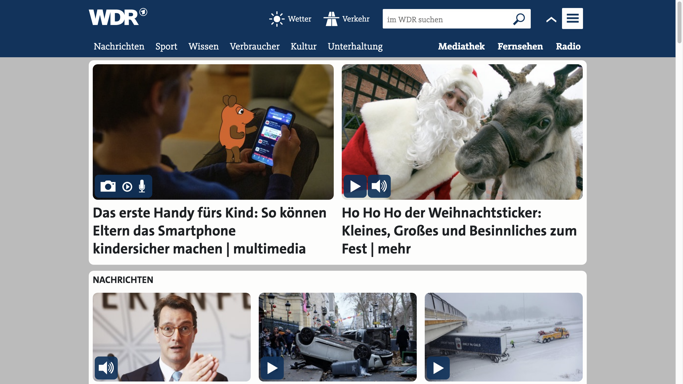 WDR
Wetter
Verkehr
im WDR suchen
Nachrichten Sport Wissen Verbraucher Kultur Unterhaltung
Mediathek Fernsehen Radio
Das erste Handy fürs Kind: So können
Eltern das Smartphone
kindersicher machen | multimedia
Ho Ho Ho der Weihnachtsticker:
Kleines, Großes und Besinnliches zum
Fest | mehr
NACHRICHTEN